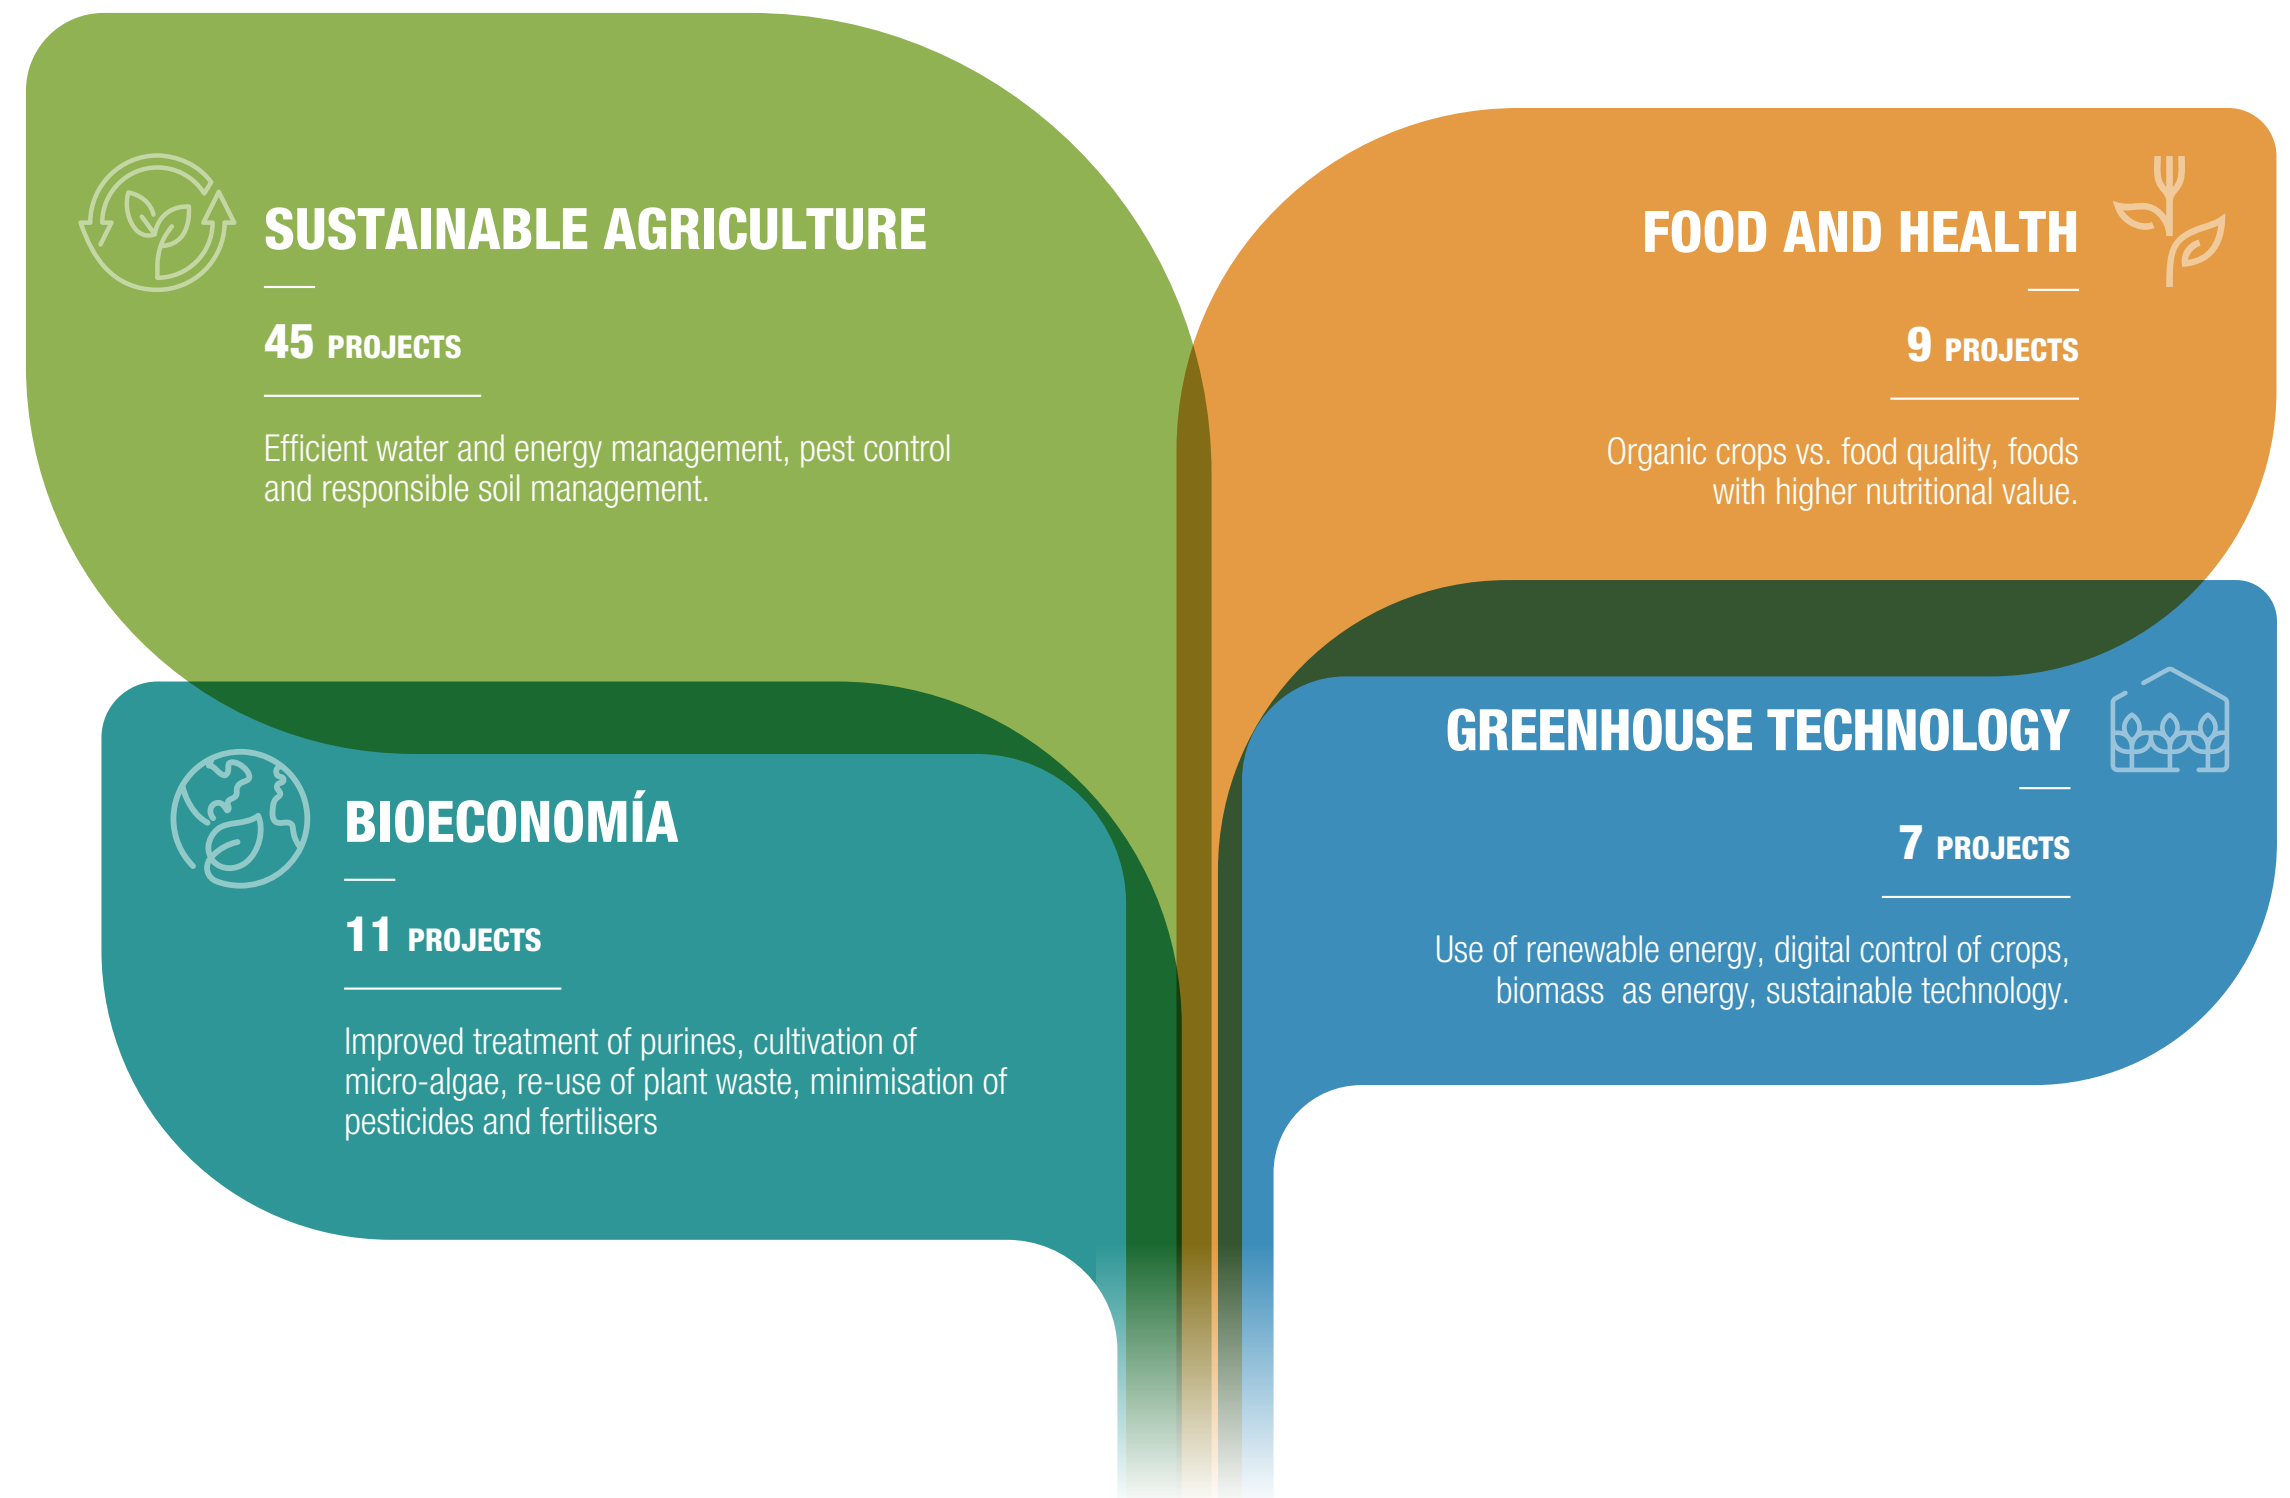 SUSTAINABLE AGRICULTURE
45 PROJECTS
Efficient water and energy management, pest control
and responsible soil management.
FOOD AND HEALTH
9 PROJECTS
Organic crops vs. food quality, foods
with higher nutritional value.
BIOECONOMÍA
11 PROJECTS
Improved treatment of purines, cultivation of
micro-algae, re-use of plant waste, minimisation of
pesticides and fertilisers
GREENHOUSE TECHNOLOGY
7 PROJECTS
Use of renewable energy, digital control of crops,
biomass  as energy, sustainable technology.